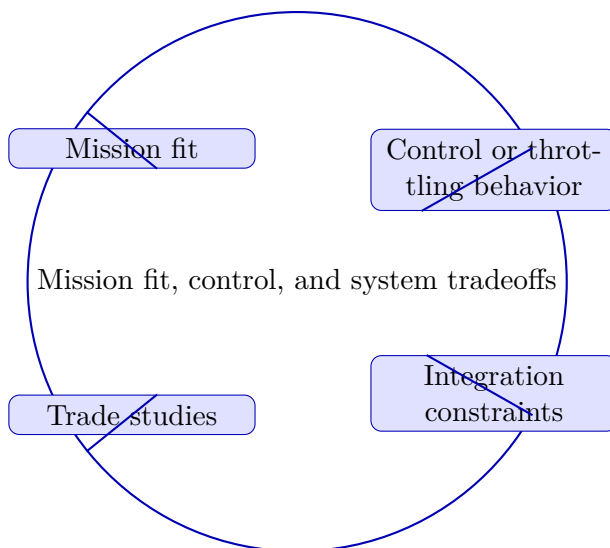 Mission fit
Control or throt-
tling behavior
Mission fit, control, and system tradeoffs
Trade studies
Integration
constraints